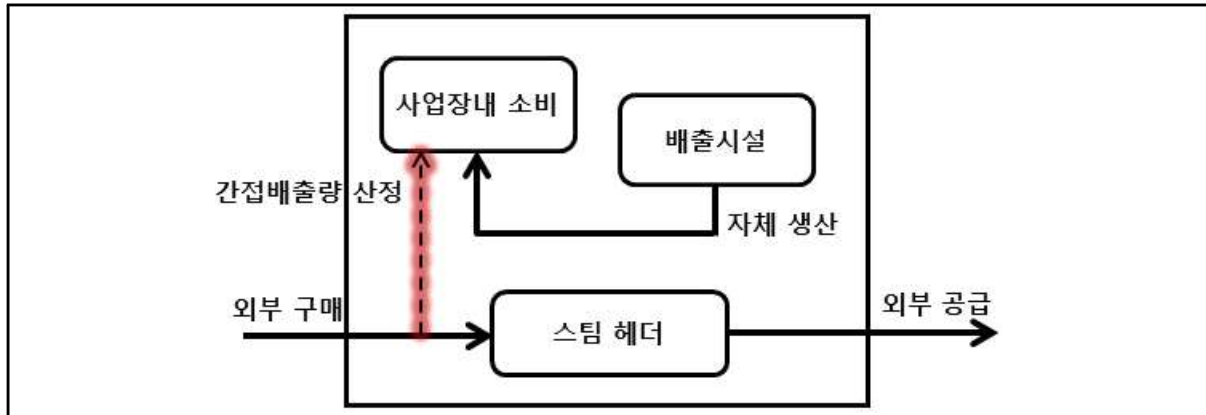 사업장내 소비
배출시설
간접배출량 산정
자체 생산
외부 구매
스팀 헤더
외부 공급